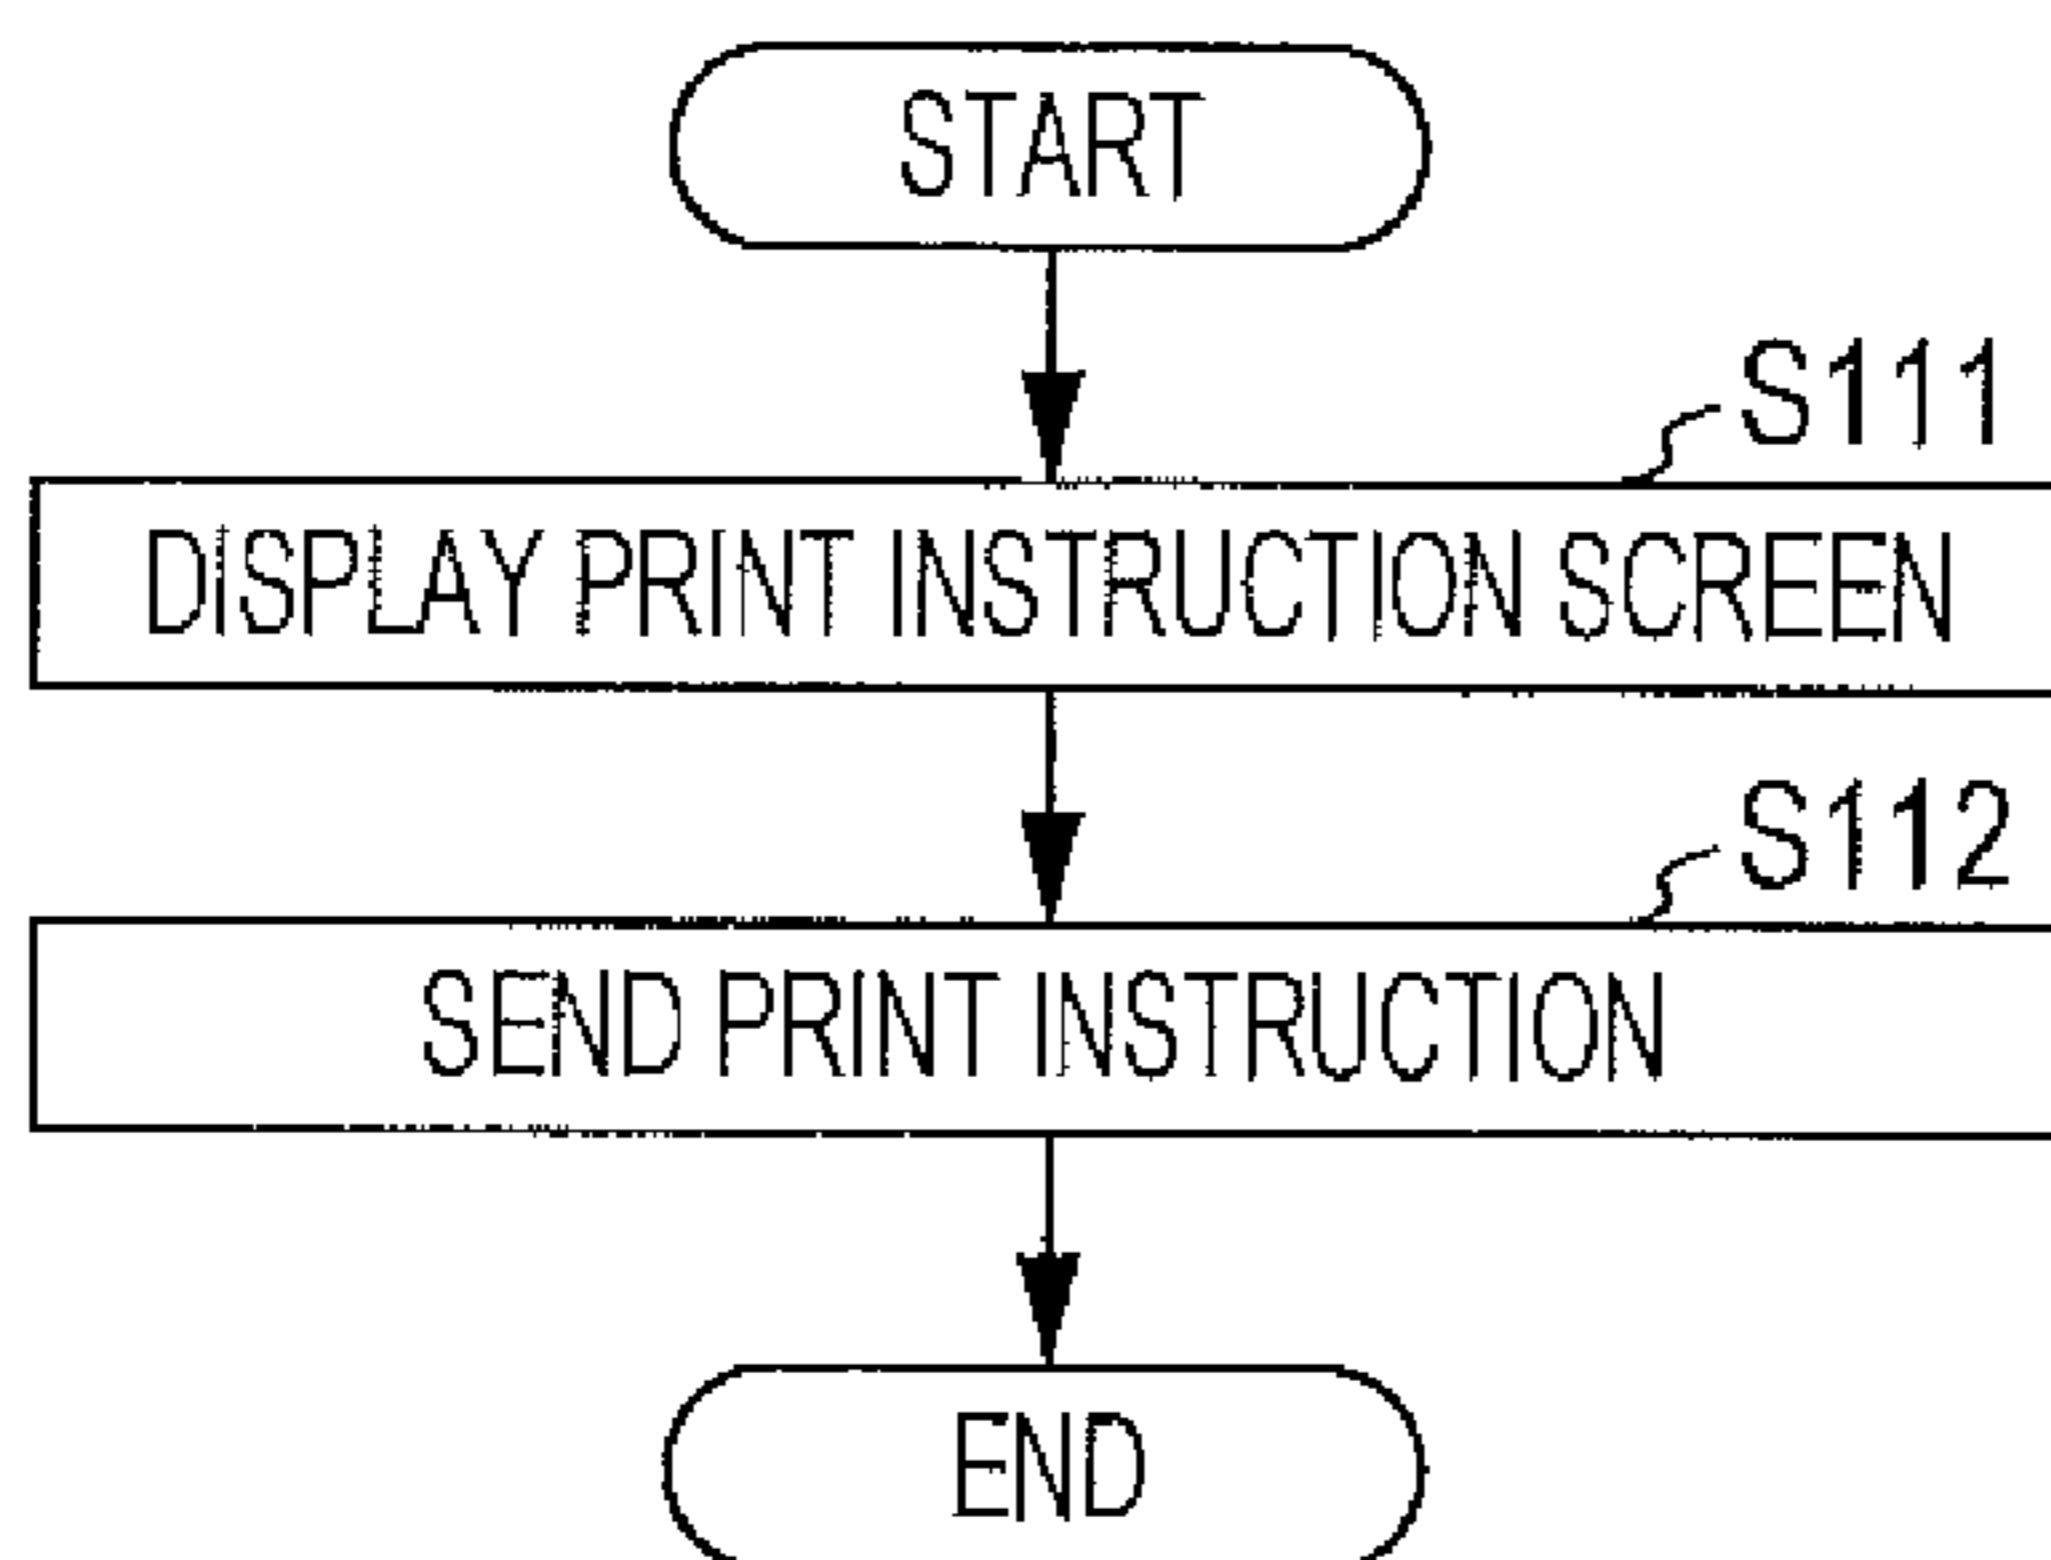 START
S111
DISPLAY PRINT INSTRUCTION SCREEN
S112
SEND PRINT INSTRUCTION
END